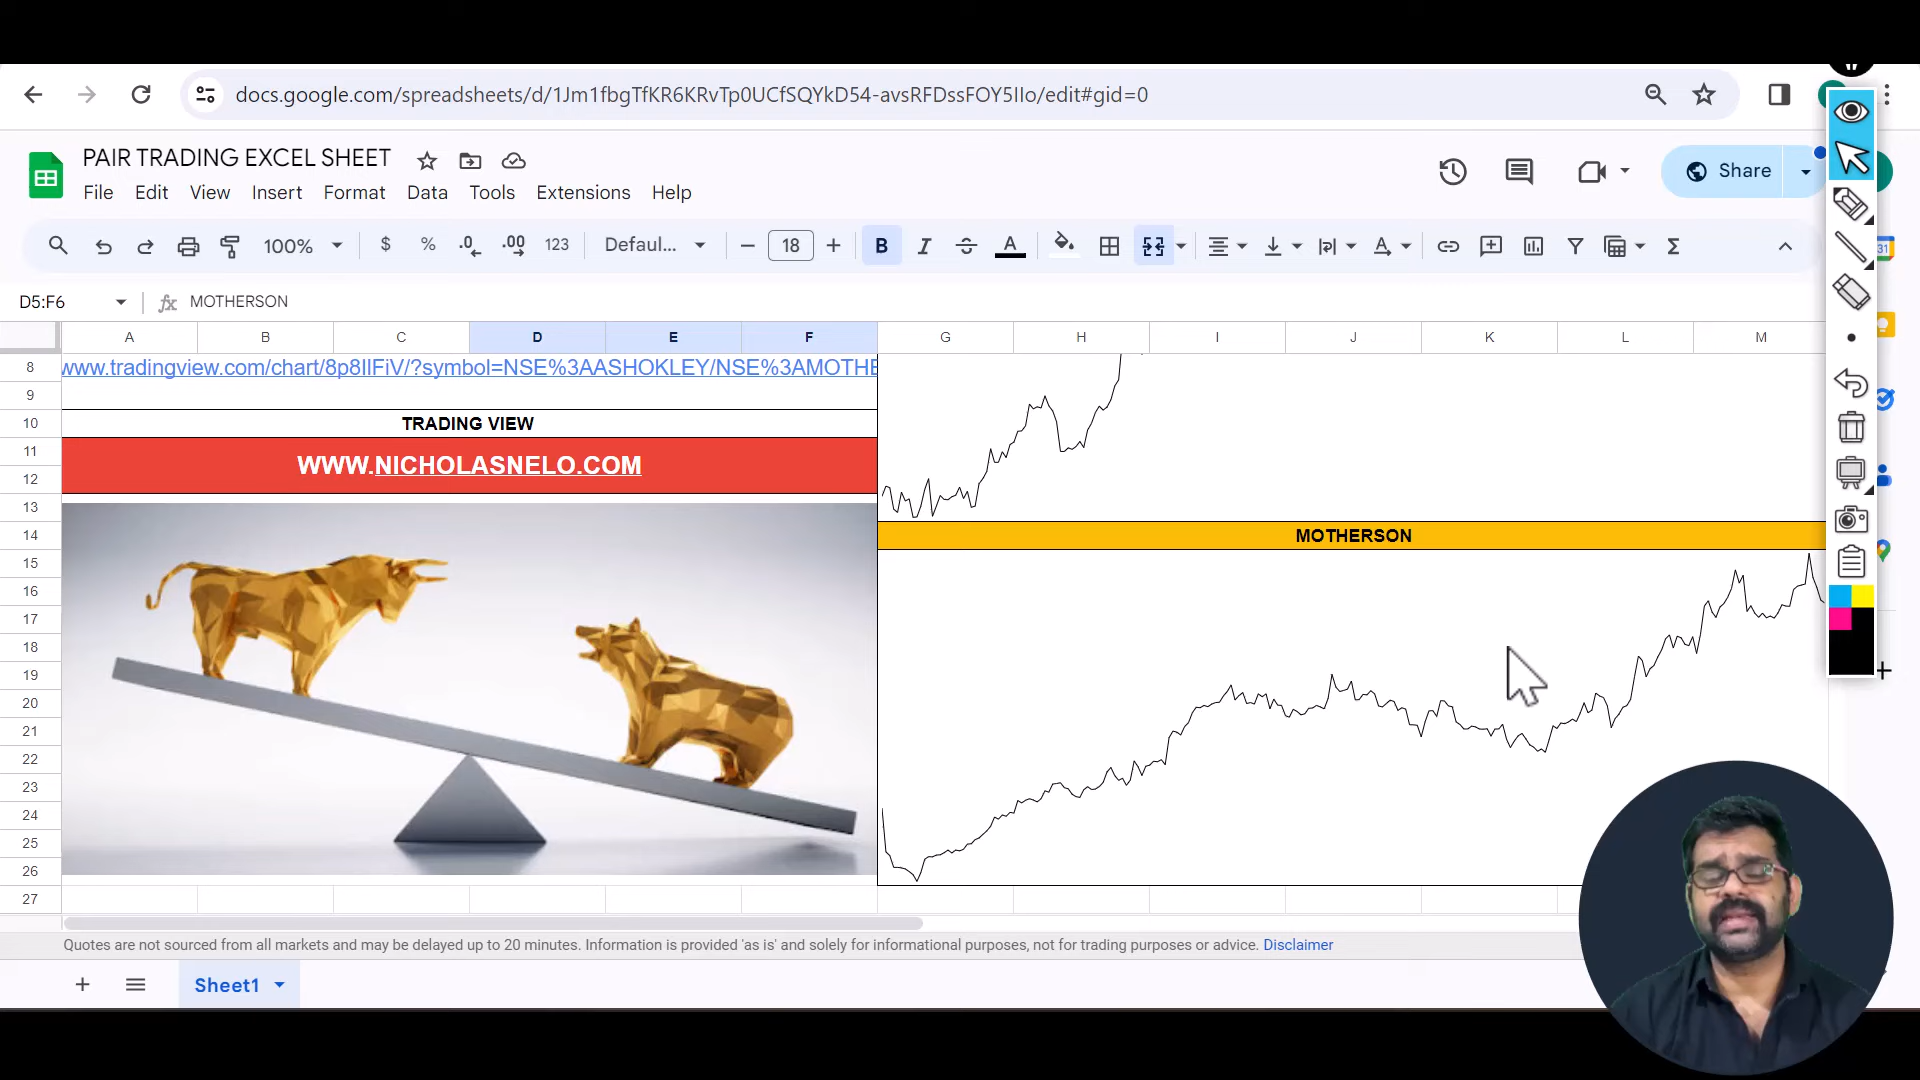 docs.google.com/spreadsheets/d/1Jm1fbgTfKR6KRvTp0UCfSQYkD54-avsRFDssFOY5IIo/edit#gid=0
PAIR TRADING EXCEL SHEET
File Edit View Insert Format Data Tools Extensions Help
Share
100% $ % .0 .00 123 Defaul... 18 B I A Σ
D5:F6 fx MOTHERSON
A B C D E F G H I J K L M
8 www.tradingview.com/chart/8p8IlFiV/?symbol=NSE%3AASHOKLEY/NSE%3AMOTHE
9
10 TRADING VIEW
11 WWW.NICHOLASNELO.COM
12
13
14 MOTHERSON
15
16
17
18
19
20
21
22
23
24
25
26
27
Quotes are not sourced from all markets and may be delayed up to 20 minutes. Information is provided 'as is' and solely for informational purposes, not for trading purposes or advice. Disclaimer
Sheet1
31